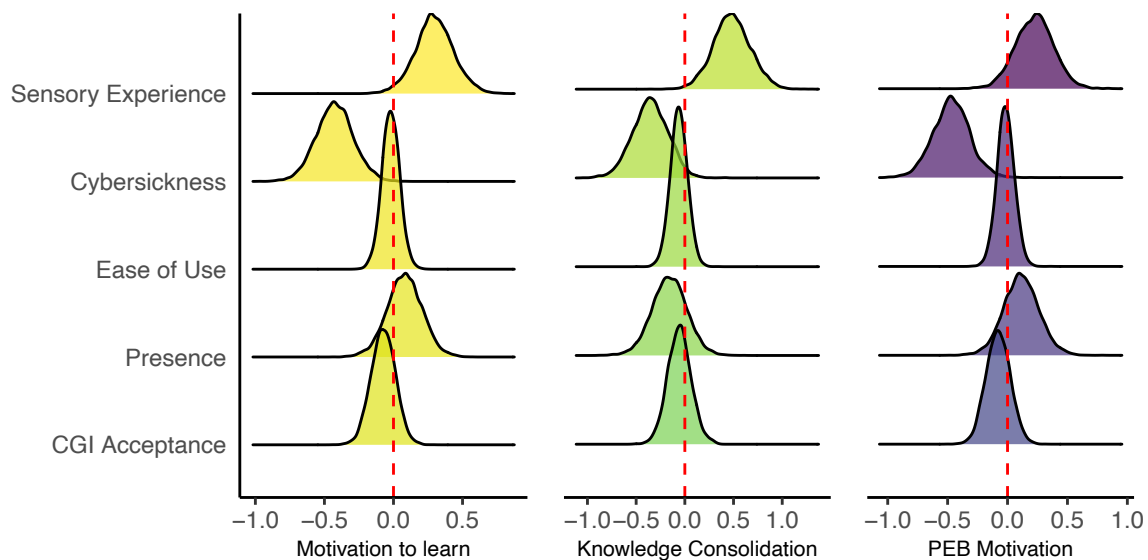 Sensory Experience
Cybersickness
Ease of Use
Presence
CGI Acceptance
−1.0 −0.5 0.0 0.5
−1.0 −0.5 0.0 0.5 1.0
−1.0 −0.5 0.0 0.5 1.0
Motivation to learn
Knowledge Consolidation
PEB Motivation